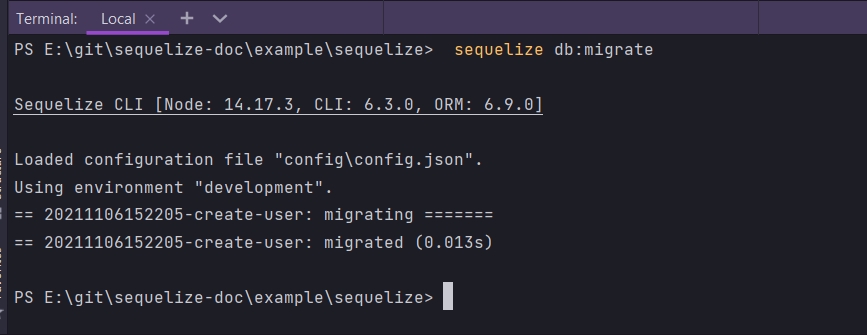 Terminal: Local
PS E:\git\sequelize-doc\example\sequelize> sequelize db:migrate
Sequelize CLI [Node: 14.17.3, CLI: 6.3.0, ORM: 6.9.0]
Loaded configuration file "config\config.json".
Using environment "development".
== 20211106152205-create-user: migrating =======
== 20211106152205-create-user: migrated (0.013s)
PS E:\git\sequelize-doc\example\sequelize>